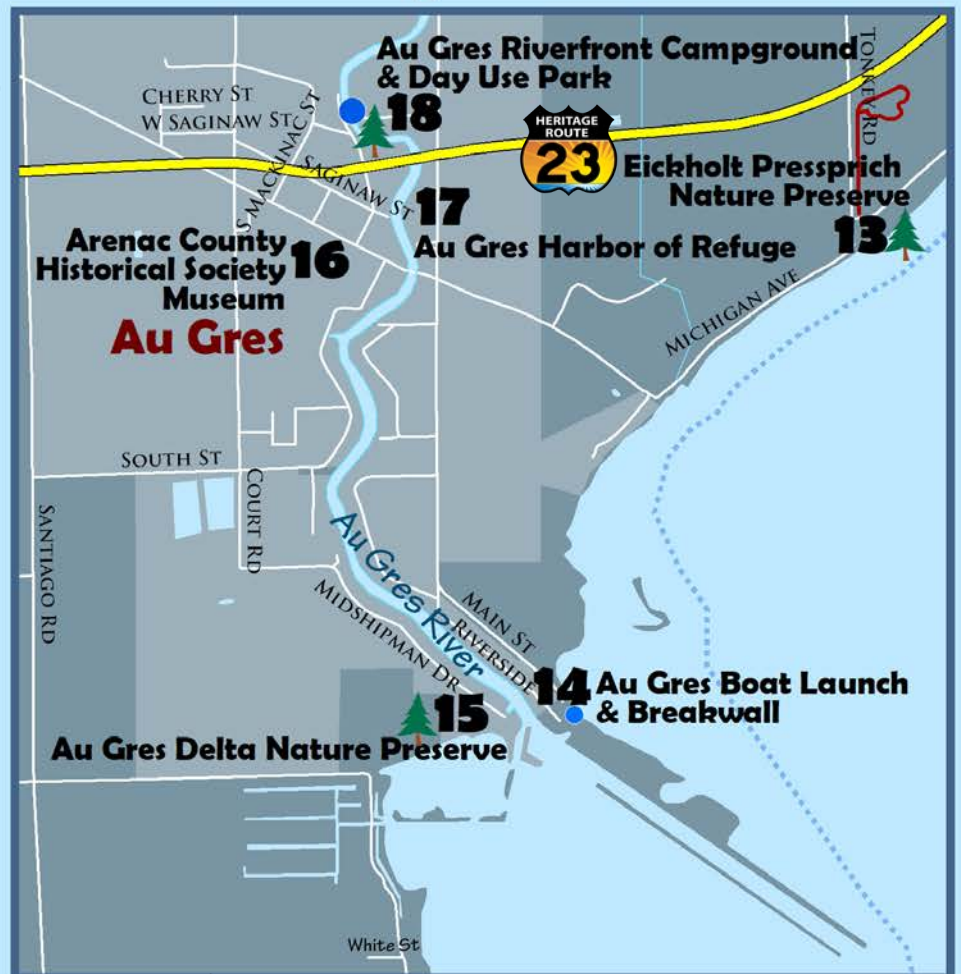 Au Gres Riverfront Campground
& Day Use Park
18
TONKEY RD
CHERRY ST
W SAGINAW ST
S MACKINAC ST
SAGINAW ST
HERITAGE
ROUTE
23
Eickholt Pressprich
Nature Preserve
13
17
Au Gres Harbor of Refuge
Arenac County
Historical Society
Museum
16
Au Gres
MICHIGAN AVE
SOUTH ST
COURT RD
SANTIAGO RD
Au Gres River
MIDSHIPMAN DR
MAIN ST
RIVERSIDE
14
Au Gres Boat Launch
& Breakwall
15
Au Gres Delta Nature Preserve
White St